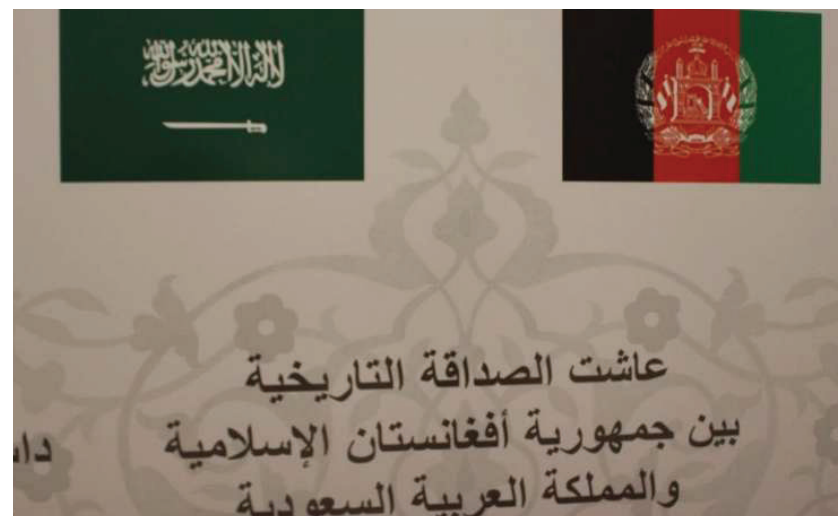 لا إله إلا الله محمد رسول الله
عاشت الصداقة التاريخية
بين جمهورية أفغانستان الإسلامية
والمملكة العربية السعودية